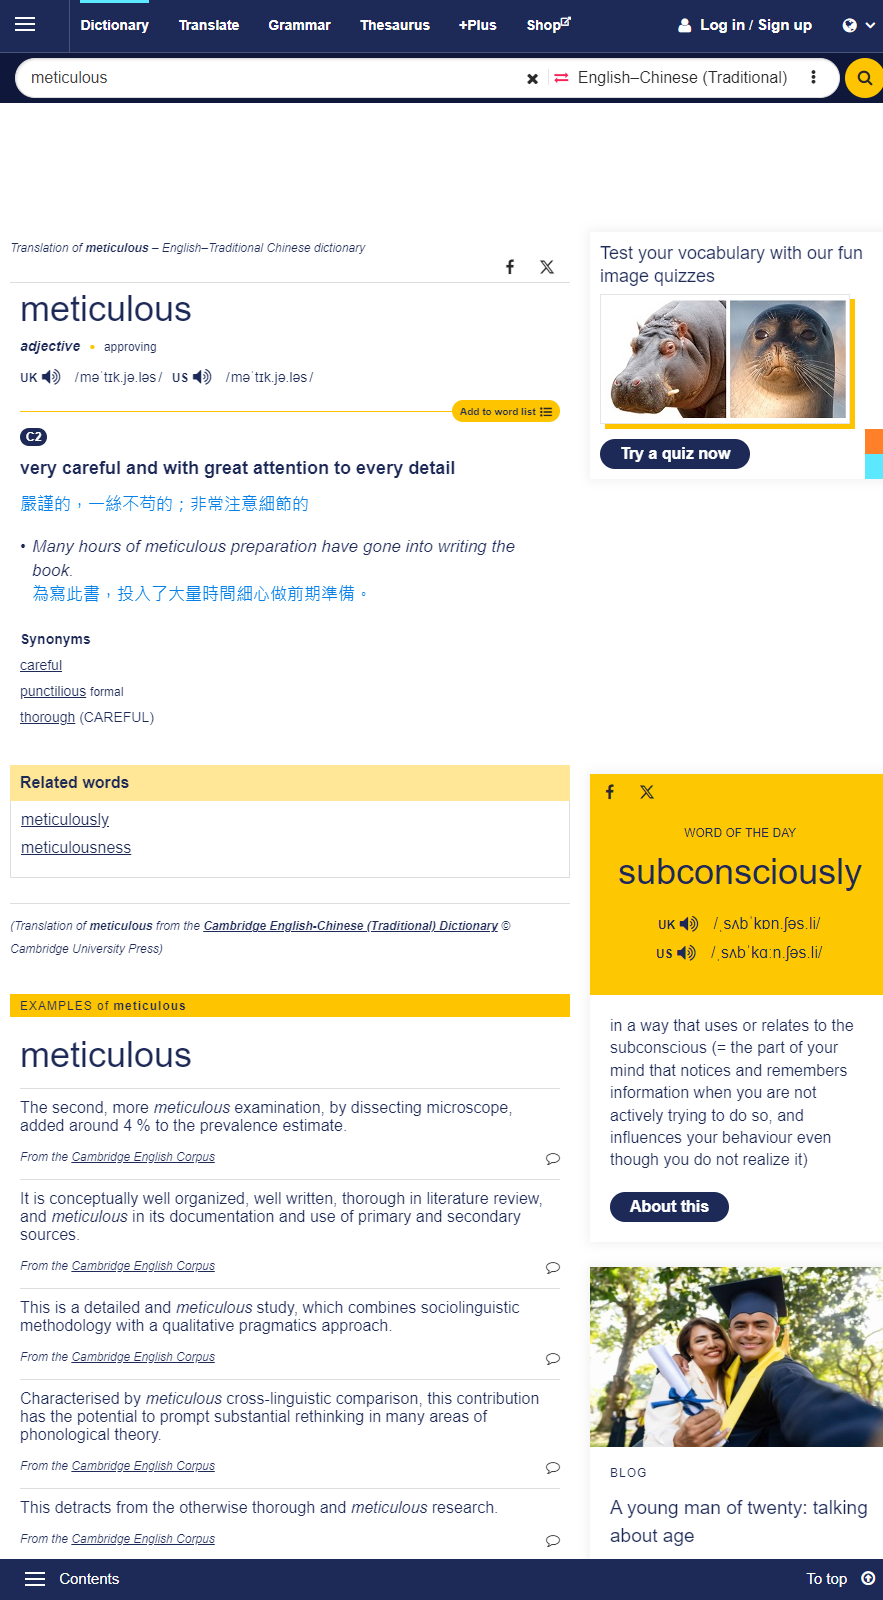 Dictionary Translate Grammar Thesaurus +Plus Shop Log in / Sign up
meticulous English–Chinese (Traditional)
Translation of meticulous – English–Traditional Chinese dictionary
meticulous
adjective • approving
UK /məˈtɪk.jə.ləs/ US /məˈtɪk.jə.ləs/
Add to word list
C2
very careful and with great attention to every detail
嚴謹的，一絲不苟的；非常注意細節的
• Many hours of meticulous preparation have gone into writing the
book.
為寫此書，投入了大量時間細心做前期準備。
Synonyms
careful
punctilious formal
thorough (CAREFUL)
Related words
meticulously
meticulousness
(Translation of meticulous from the Cambridge English-Chinese (Traditional) Dictionary ©
Cambridge University Press)
EXAMPLES of meticulous
meticulous
The second, more meticulous examination, by dissecting microscope,
added around 4 % to the prevalence estimate.
From the Cambridge English Corpus
It is conceptually well organized, well written, thorough in literature review,
and meticulous in its documentation and use of primary and secondary
sources.
From the Cambridge English Corpus
This is a detailed and meticulous study, which combines sociolinguistic
methodology with a qualitative pragmatics approach.
From the Cambridge English Corpus
Characterised by meticulous cross-linguistic comparison, this contribution
has the potential to prompt substantial rethinking in many areas of
phonological theory.
From the Cambridge English Corpus
This detracts from the otherwise thorough and meticulous research.
From the Cambridge English Corpus
Test your vocabulary with our fun
image quizzes
Try a quiz now
WORD OF THE DAY
subconsciously
UK /ˌsʌbˈkɒn.ʃəs.li/
US /ˌsʌbˈkɑːn.ʃəs.li/
in a way that uses or relates to the
subconscious (= the part of your
mind that notices and remembers
information when you are not
actively trying to do so, and
influences your behaviour even
though you do not realize it)
About this
BLOG
A young man of twenty: talking
about age
Contents To top